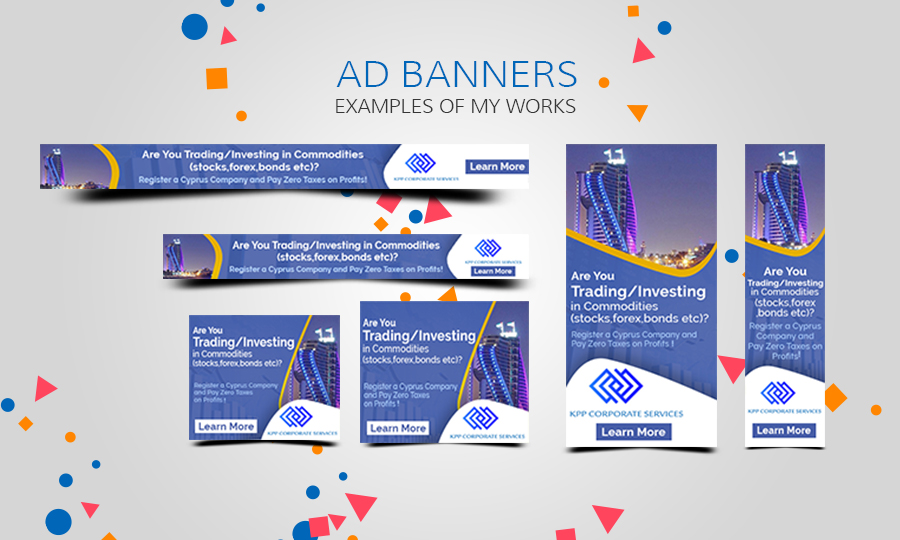 AD BANNERS
EXAMPLES OF MY WORKS
Are You Trading/Investing in Commodities
(stocks,forex,bonds etc)?
Register a Cyprus Company and Pay Zero Taxes on Profits!
KPP CORPORATE SERVICES
Learn More
Are You Trading/Investing in Commodities
(stocks,forex,bonds etc)?
Register a Cyprus Company and Pay Zero Taxes on Profits!
KPP CORPORATE SERVICES
Learn More
Are You
Trading/Investing
in Commodities
(stocks,forex,bonds etc)?
Register a Cyprus Company
and Pay Zero Taxes
on Profits !
Learn More
KPP CORPORATE SERVICES
Are You
Trading/Investing
in Commodities
(stocks,forex,bonds etc)?
Register a Cyprus Company
and Pay Zero Taxes on
Profits !
Learn More
KPP CORPORATE SERVICES
Are You
Trading/Investing
in Commodities
(stocks,forex,bonds etc)?
Register a Cyprus Company and
Pay Zero Taxes on Profits !
KPP CORPORATE SERVICES
Learn More
Are You
Trading/Investing
in Commodities
(stocks,forex
,bonds etc)?
Register a Cyprus
Company and
Pay Zero Taxes on
Profits!
KPP CORPORATE SERVICES
Learn More